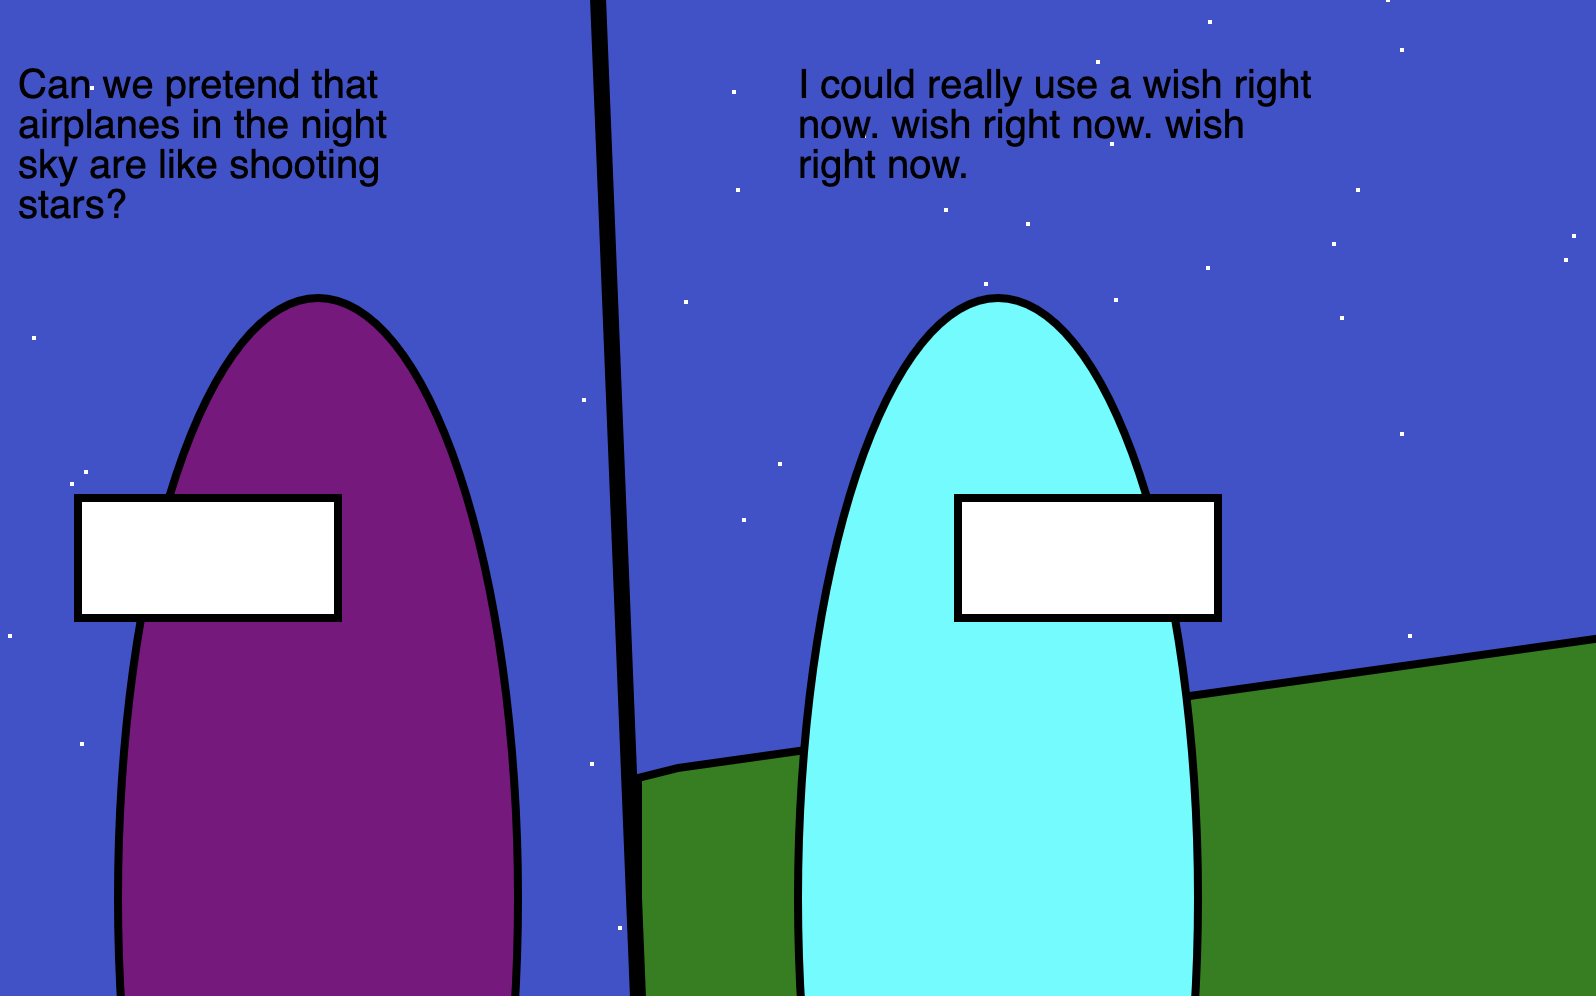 Can we pretend that
airplanes in the night
sky are like shooting
stars?
I could really use a wish right
now. wish right now. wish
right now.